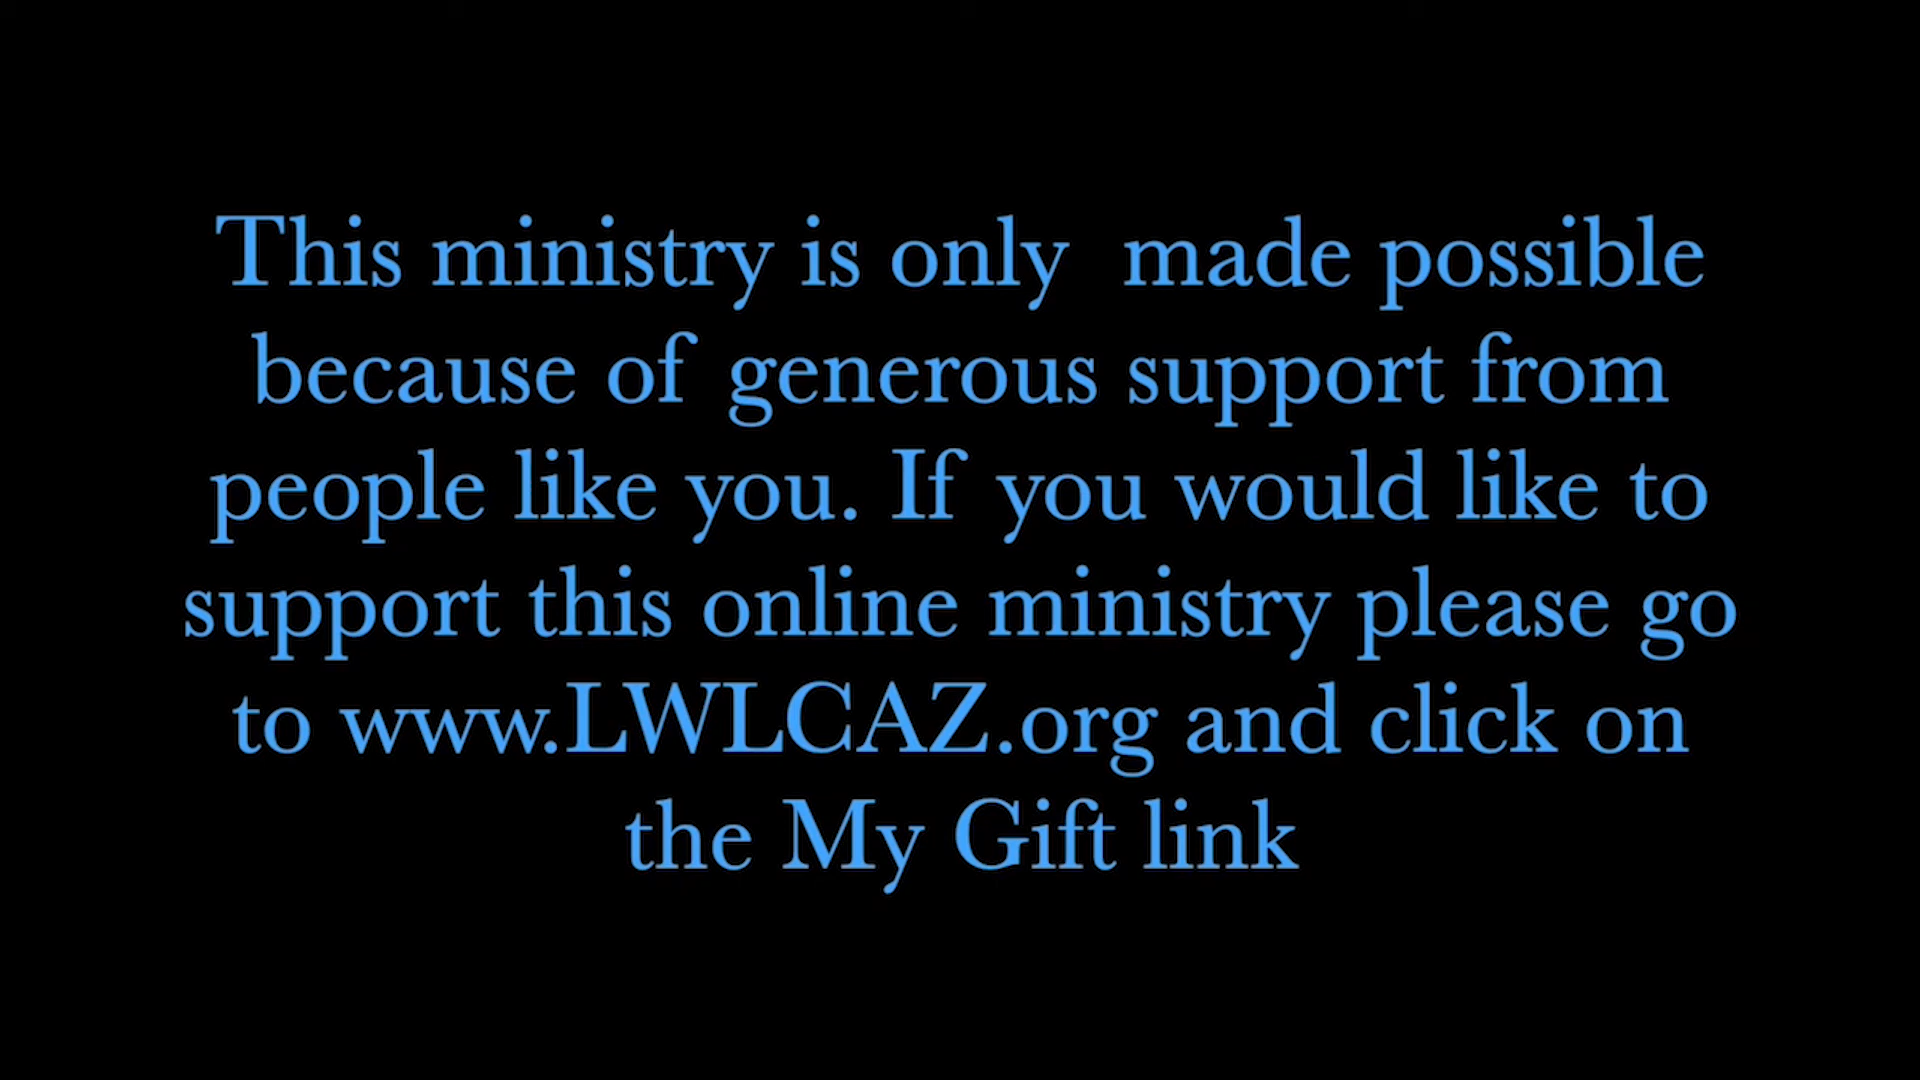 This ministry is only  made possible
because of generous support from
people like you. If you would like to
support this online ministry please go
to www.LWLCAZ.org and click on
the My Gift link